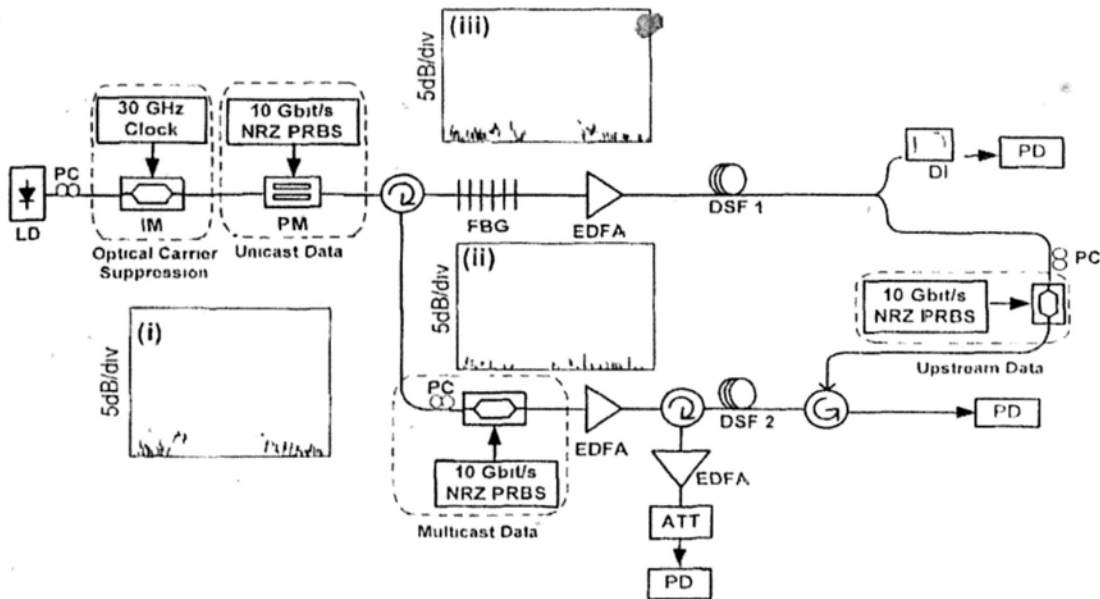 (iii)
5dB/div
30 GHz
Clock
10 Gbit/s
NRZ PRBS
PC
LD
IM
PM
Optical Carrier
Suppression
Unicast Data
FBG
EDFA
DSF 1
DI
PD
PC
(ii)
5dB/div
(i)
5dB/div
10 Gbit/s
NRZ PRBS
Upstream Data
PC
EDFA
DSF 2
PD
10 Gbit/s
NRZ PRBS
Multicast Data
EDFA
ATT
PD